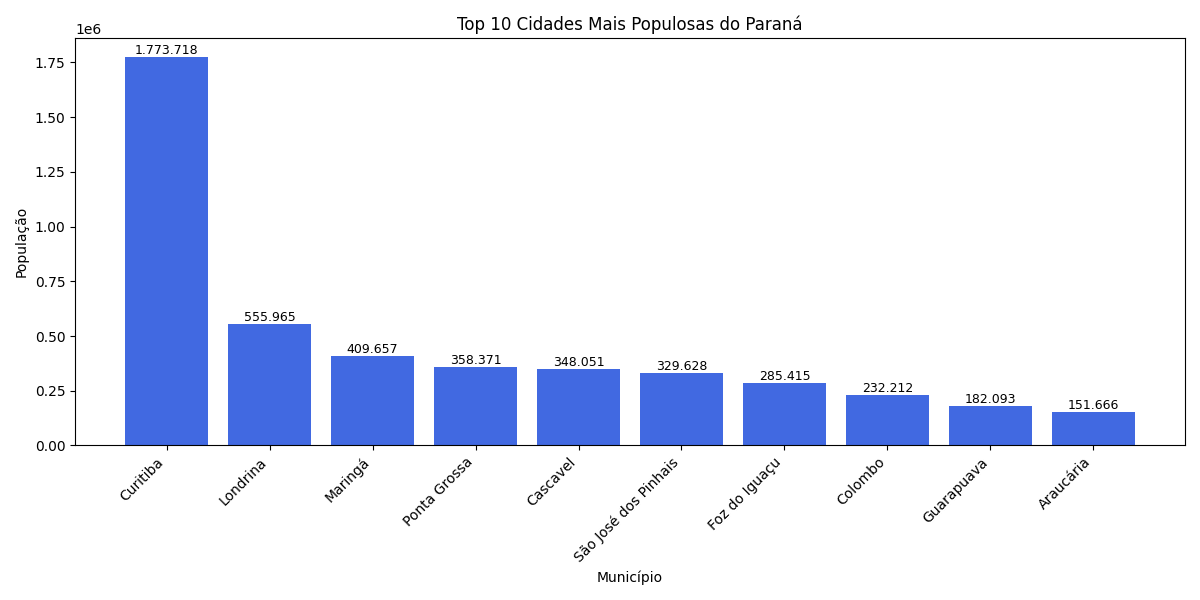 Top 10 Cidades Mais Populosas do Paraná
1e6
1.75
1.50
1.25
1.00
0.75
0.50
0.25
0.00
População
1.773.718
555.965
409.657
358.371
348.051
329.628
285.415
232.212
182.093
151.666
Curitiba
Londrina
Maringá
Ponta Grossa
Cascavel
São José dos Pinhais
Foz do Iguaçu
Colombo
Guarapuava
Araucária
Município